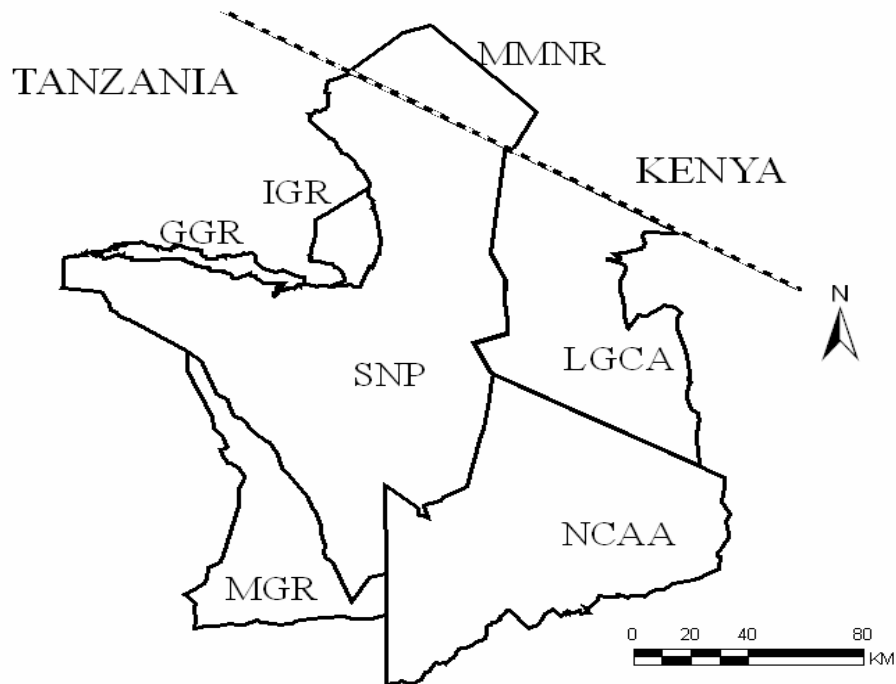 MMNR
TANZANIA
KENYA
IGR
GGR
N
SNP
LGCA
NCAA
MGR
0 20 40 80
KM